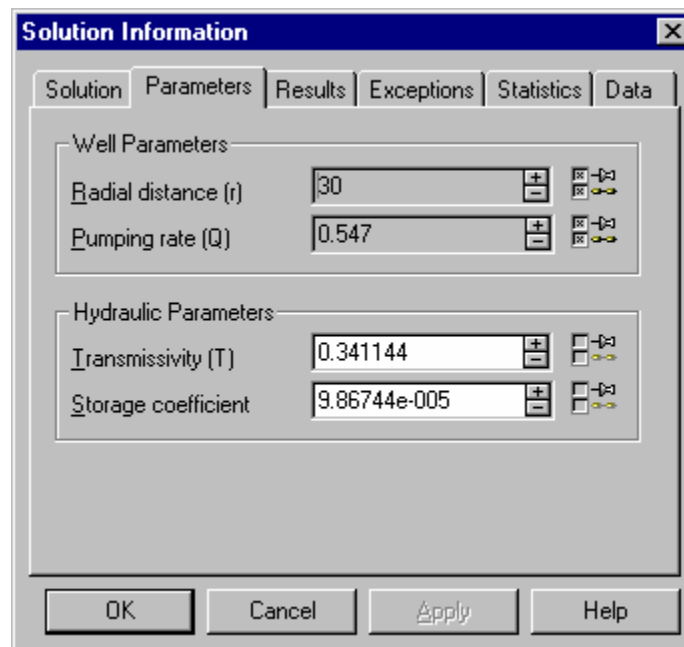 Solution Information
Solution Parameters Results Exceptions Statistics Data
Well Parameters
Radial distance (r) 30
Pumping rate (Q) 0.547
Hydraulic Parameters
Transmissivity (T) 0.341144
Storage coefficient 9.86744e-005
OK Cancel Apply Help